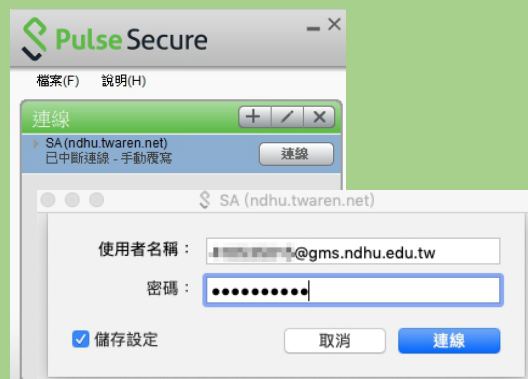 Pulse Secure
檔案(F) 說明(H)
連線
SA (ndhu.twaren.net)
已中斷連線 - 手動覆寫
連線
SA (ndhu.twaren.net)
使用者名稱：
@gms.ndhu.edu.tw
密碼：
儲存設定
取消
連線